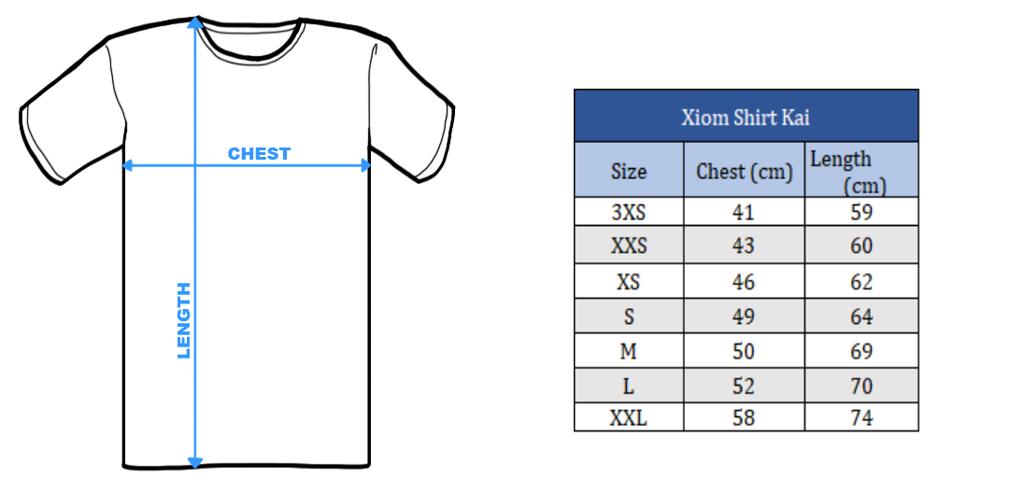 CHEST
LENGTH
Xiom Shirt Kai
Size Chest (cm) Length (cm)
3XS 41 59
XXS 43 60
XS 46 62
S 49 64
M 50 69
L 52 70
XXL 58 74